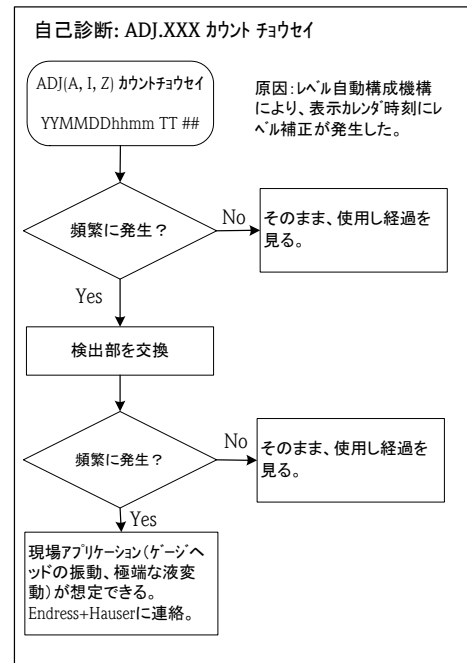 自己診断: ADJ.XXX ｶｳﾝﾄ ﾁｮｳｾｲ
ADJ(A, I, Z) ｶｳﾝﾄﾁｮｳｾｲ
YYMMDDhhmm TT ##
原因：ﾚﾍﾞﾙ自動構成機構
により、表示ｶﾚﾝﾀﾞ時刻にﾚ
ﾍﾞﾙ補正が発生した。
頻繁に発生？
No
そのまま、使用し経過を
見る。
Yes
検出部を交換
頻繁に発生？
No
そのまま、使用し経過を
見る。
Yes
現場ｱﾌﾟﾘｹｰｼｮﾝ（ｹﾞｰｼﾞﾍ
ｯﾄﾞの振動、極端な液変
動）が想定できる。
Endress+Hauserに連絡。